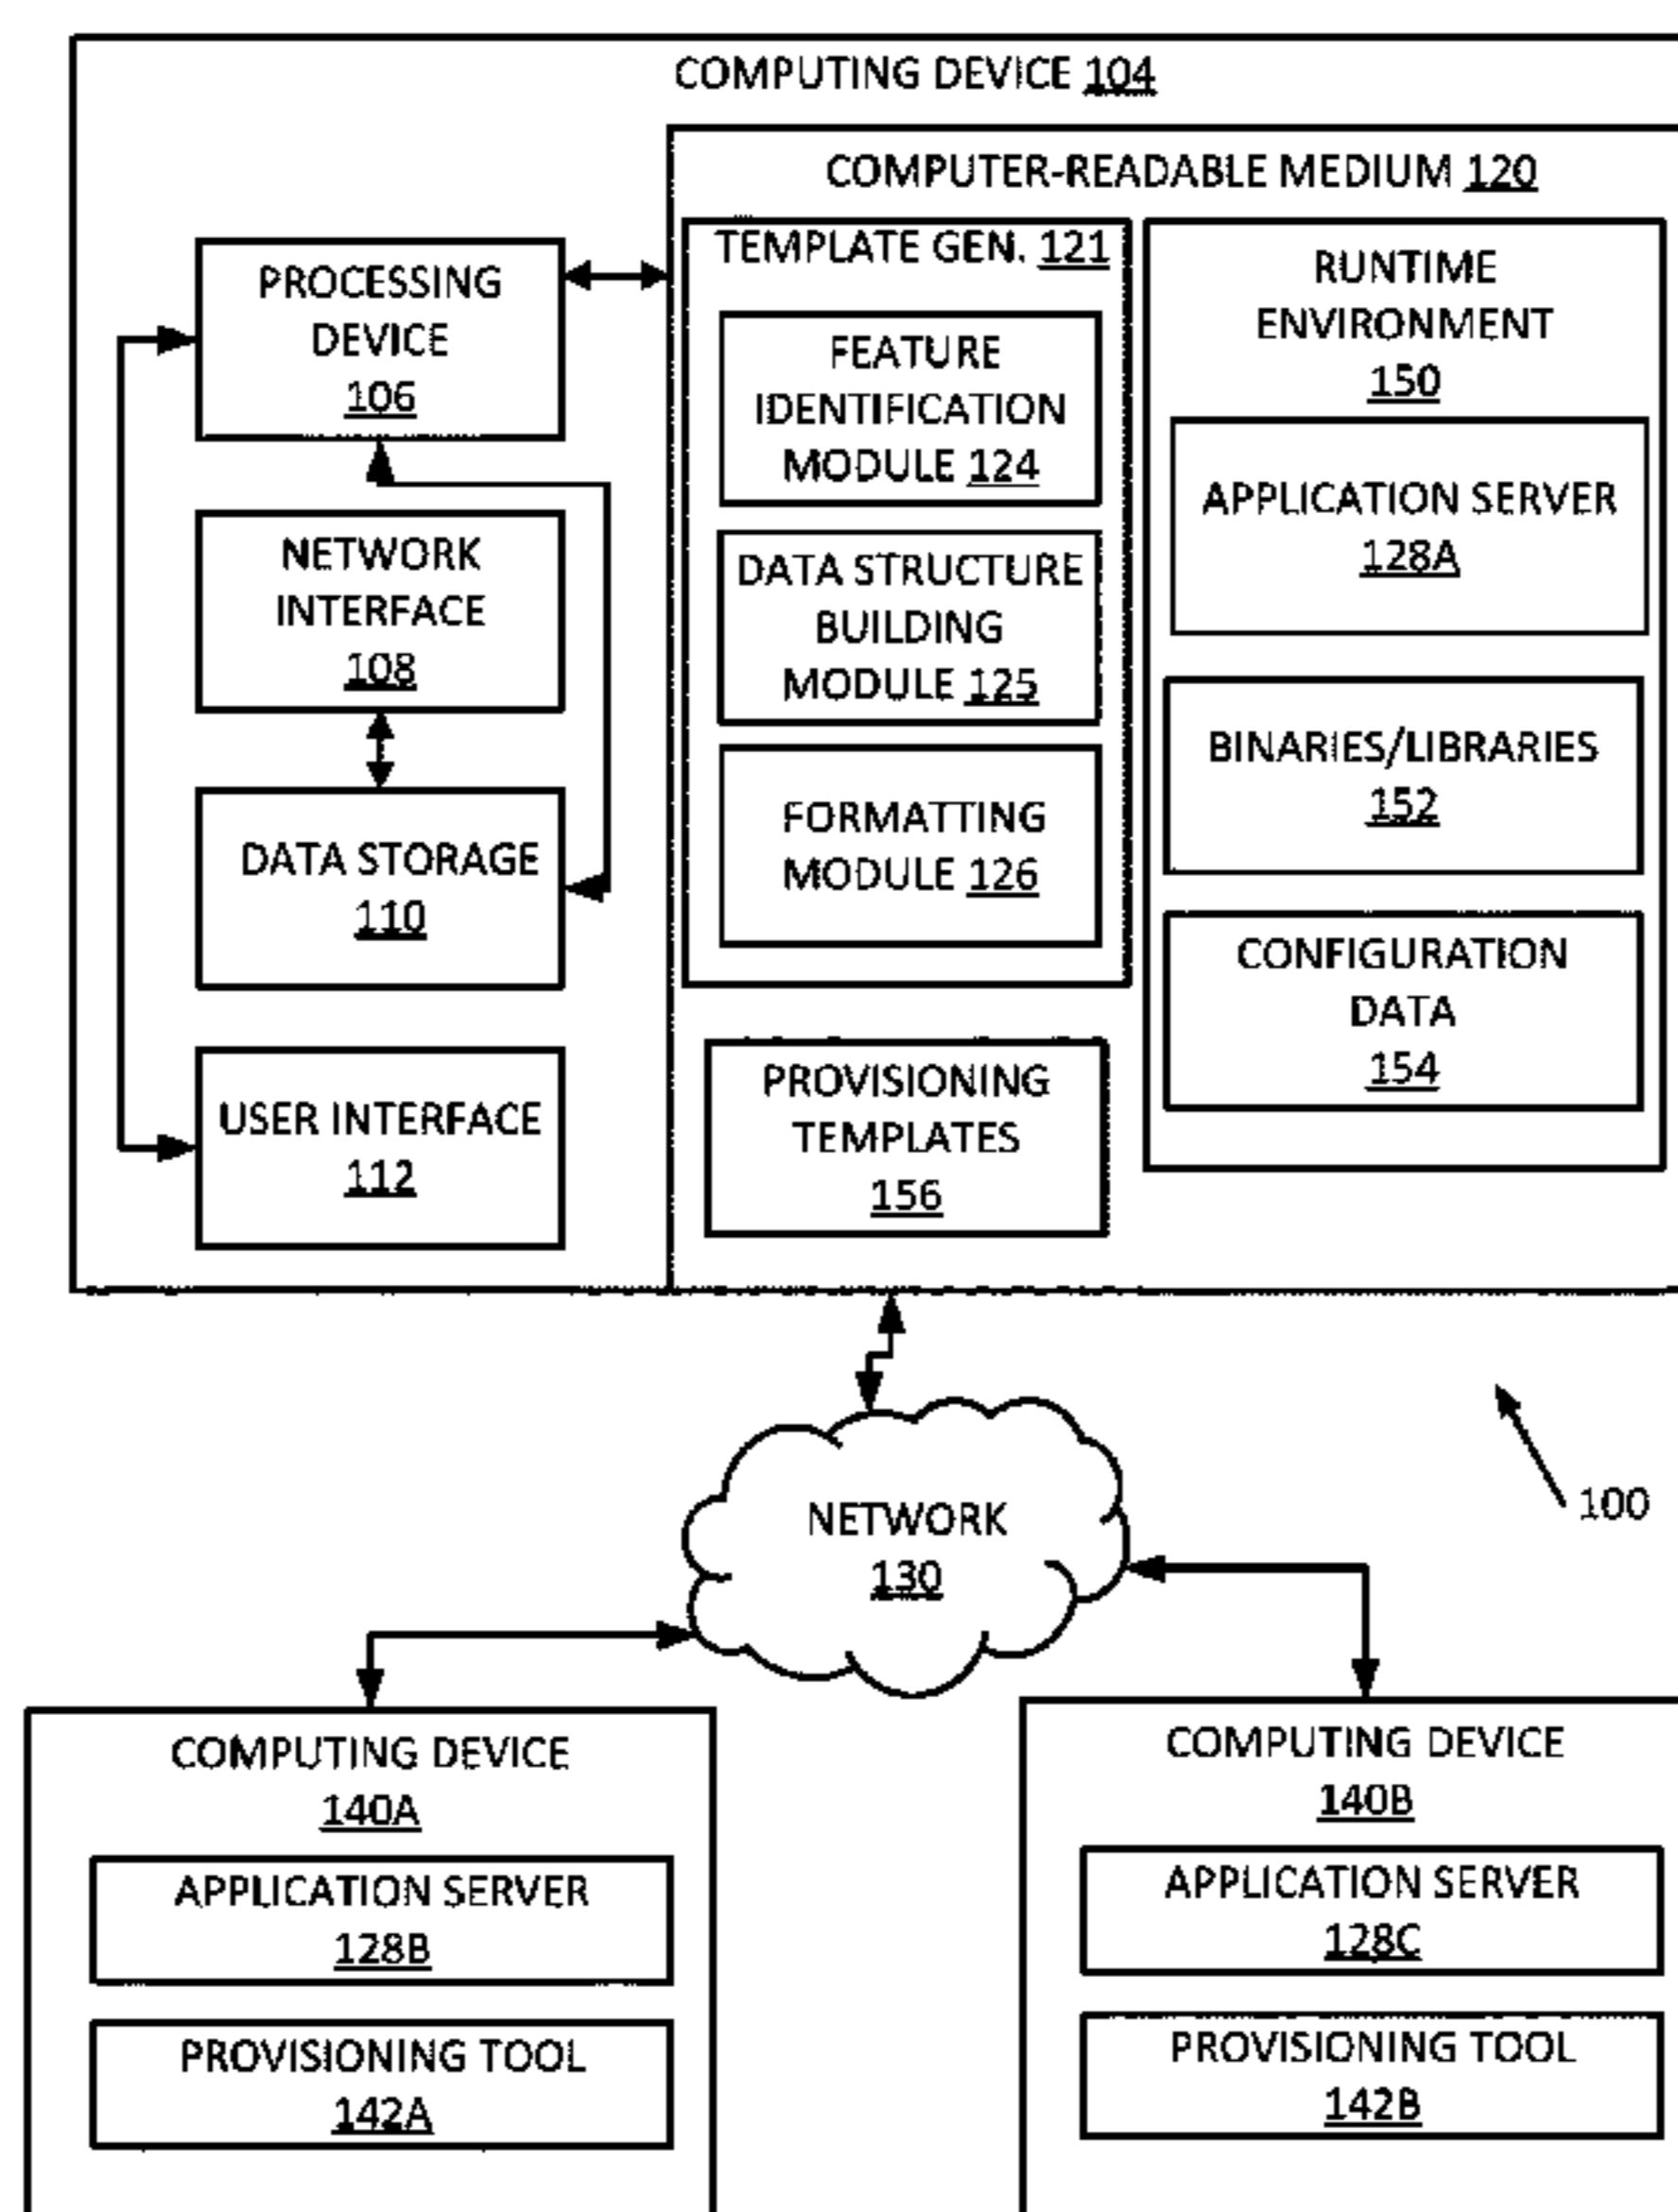 COMPUTING DEVICE 104
COMPUTER-READABLE MEDIUM 120
PROCESSING
DEVICE
106
NETWORK
INTERFACE
108
DATA STORAGE
110
USER INTERFACE
112
TEMPLATE GEN. 121
FEATURE
IDENTIFICATION
MODULE 124
DATA STRUCTURE
BUILDING
MODULE 125
FORMATTING
MODULE 126
PROVISIONING
TEMPLATES
156
RUNTIME
ENVIRONMENT
150
APPLICATION SERVER
128A
BINARIES/LIBRARIES
152
CONFIGURATION
DATA
154
NETWORK
130
100
COMPUTING DEVICE
140A
APPLICATION SERVER
128B
PROVISIONING TOOL
142A
COMPUTING DEVICE
140B
APPLICATION SERVER
128C
PROVISIONING TOOL
142B